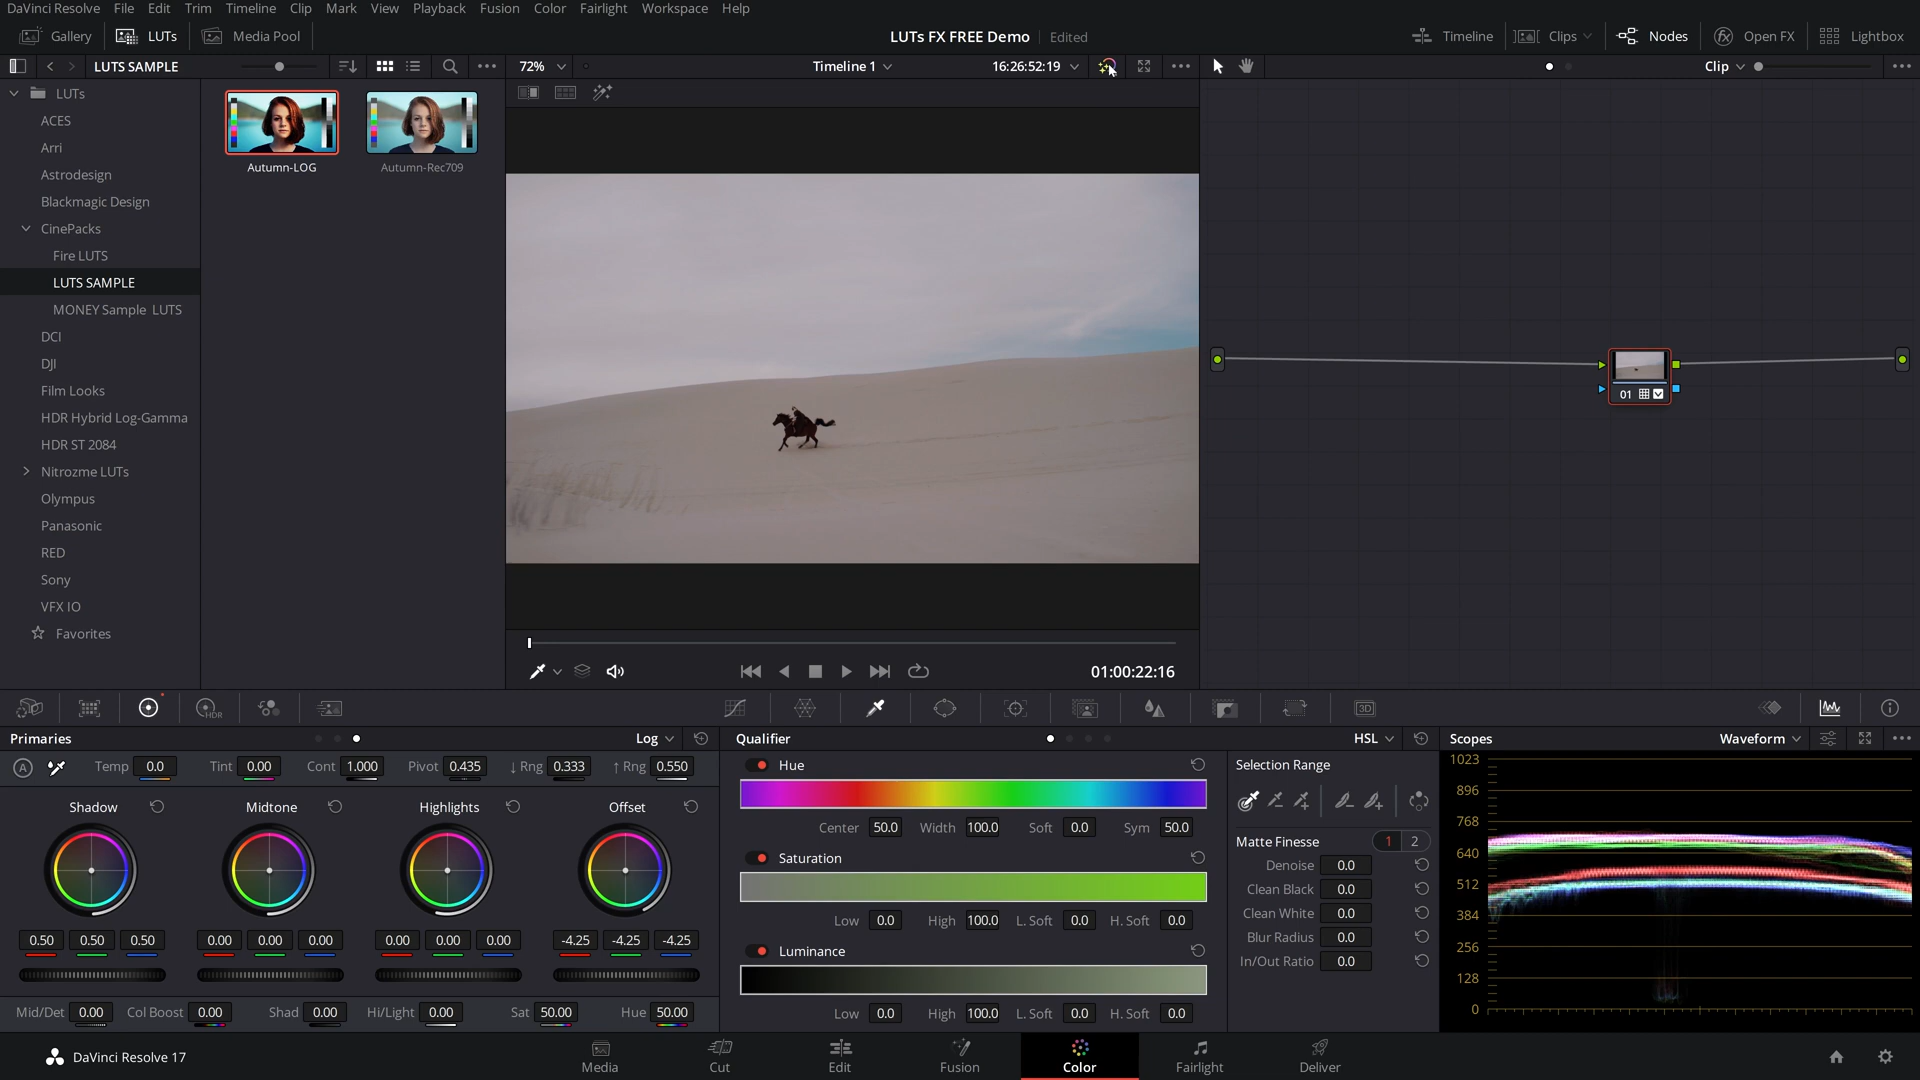 DaVinci Resolve File Edit Trim Timeline Clip Mark View Playback Fusion Color Fairlight Workspace Help
Gallery LUTs Media Pool LUTs FX FREE Demo Edited Timeline Clips Nodes Open FX Lightbox
LUTS SAMPLE 72% Timeline 1 16:26:52:19 Clip
LUTs
ACES
Arri
Astrodesign
Blackmagic Design
CinePacks
Fire LUTS
LUTS SAMPLE
MONEY Sample LUTS
DCI
DJI
Film Looks
HDR Hybrid Log-Gamma
HDR ST 2084
Nitrozme LUTs
Olympus
Panasonic
RED
Sony
VFX IO
Favorites
Autumn-LOG Autumn-Rec709
01
01:00:22:16
HDR 3D
Primaries Log
A Temp 0.0 Tint 0.00 Cont 1.000 Pivot 0.435 ↓ Rng 0.333 ↑ Rng 0.550
Shadow Midtone Highlights Offset
0.50 0.50 0.50 0.00 0.00 0.00 0.00 0.00 0.00 -4.25 -4.25 -4.25
Mid/Det 0.00 Col Boost 0.00 Shad 0.00 Hi/Light 0.00 Sat 50.00 Hue 50.00
Qualifier HSL
Hue
Center 50.0 Width 100.0 Soft 0.0 Sym 50.0
Saturation
Low 0.0 High 100.0 L. Soft 0.0 H. Soft 0.0
Luminance
Low 0.0 High 100.0 L. Soft 0.0 H. Soft 0.0
Selection Range
Matte Finesse 1 2
Denoise 0.0
Clean Black 0.0
Clean White 0.0
Blur Radius 0.0
In/Out Ratio 0.0
Scopes Waveform
1023
896
768
640
512
384
256
128
0
DaVinci Resolve 17 Media Cut Edit Fusion Color Fairlight Deliver